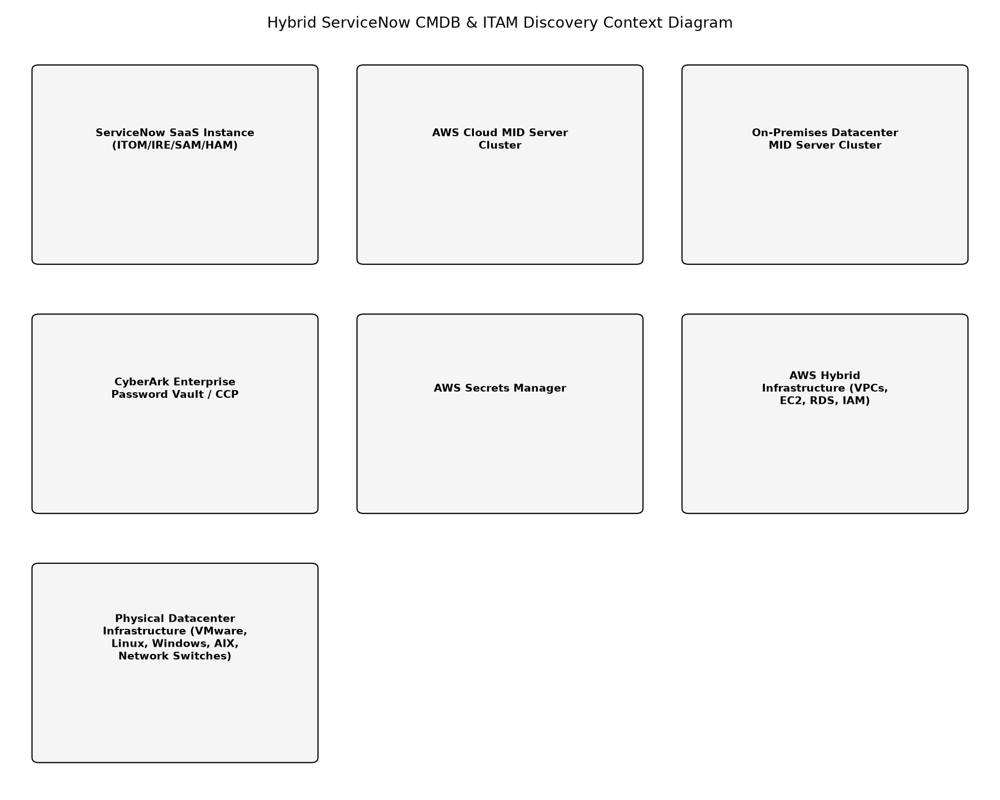 Hybrid ServiceNow CMDB & ITAM Discovery Context Diagram
ServiceNow SaaS Instance
(ITOM/IRE/SAM/HAM)
AWS Cloud MID Server
Cluster
On-Premises Datacenter
MID Server Cluster
CyberArk Enterprise
Password Vault / CCP
AWS Secrets Manager
AWS Hybrid
Infrastructure (VPCs,
EC2, RDS, IAM)
Physical Datacenter
Infrastructure (VMware,
Linux, Windows, AIX,
Network Switches)